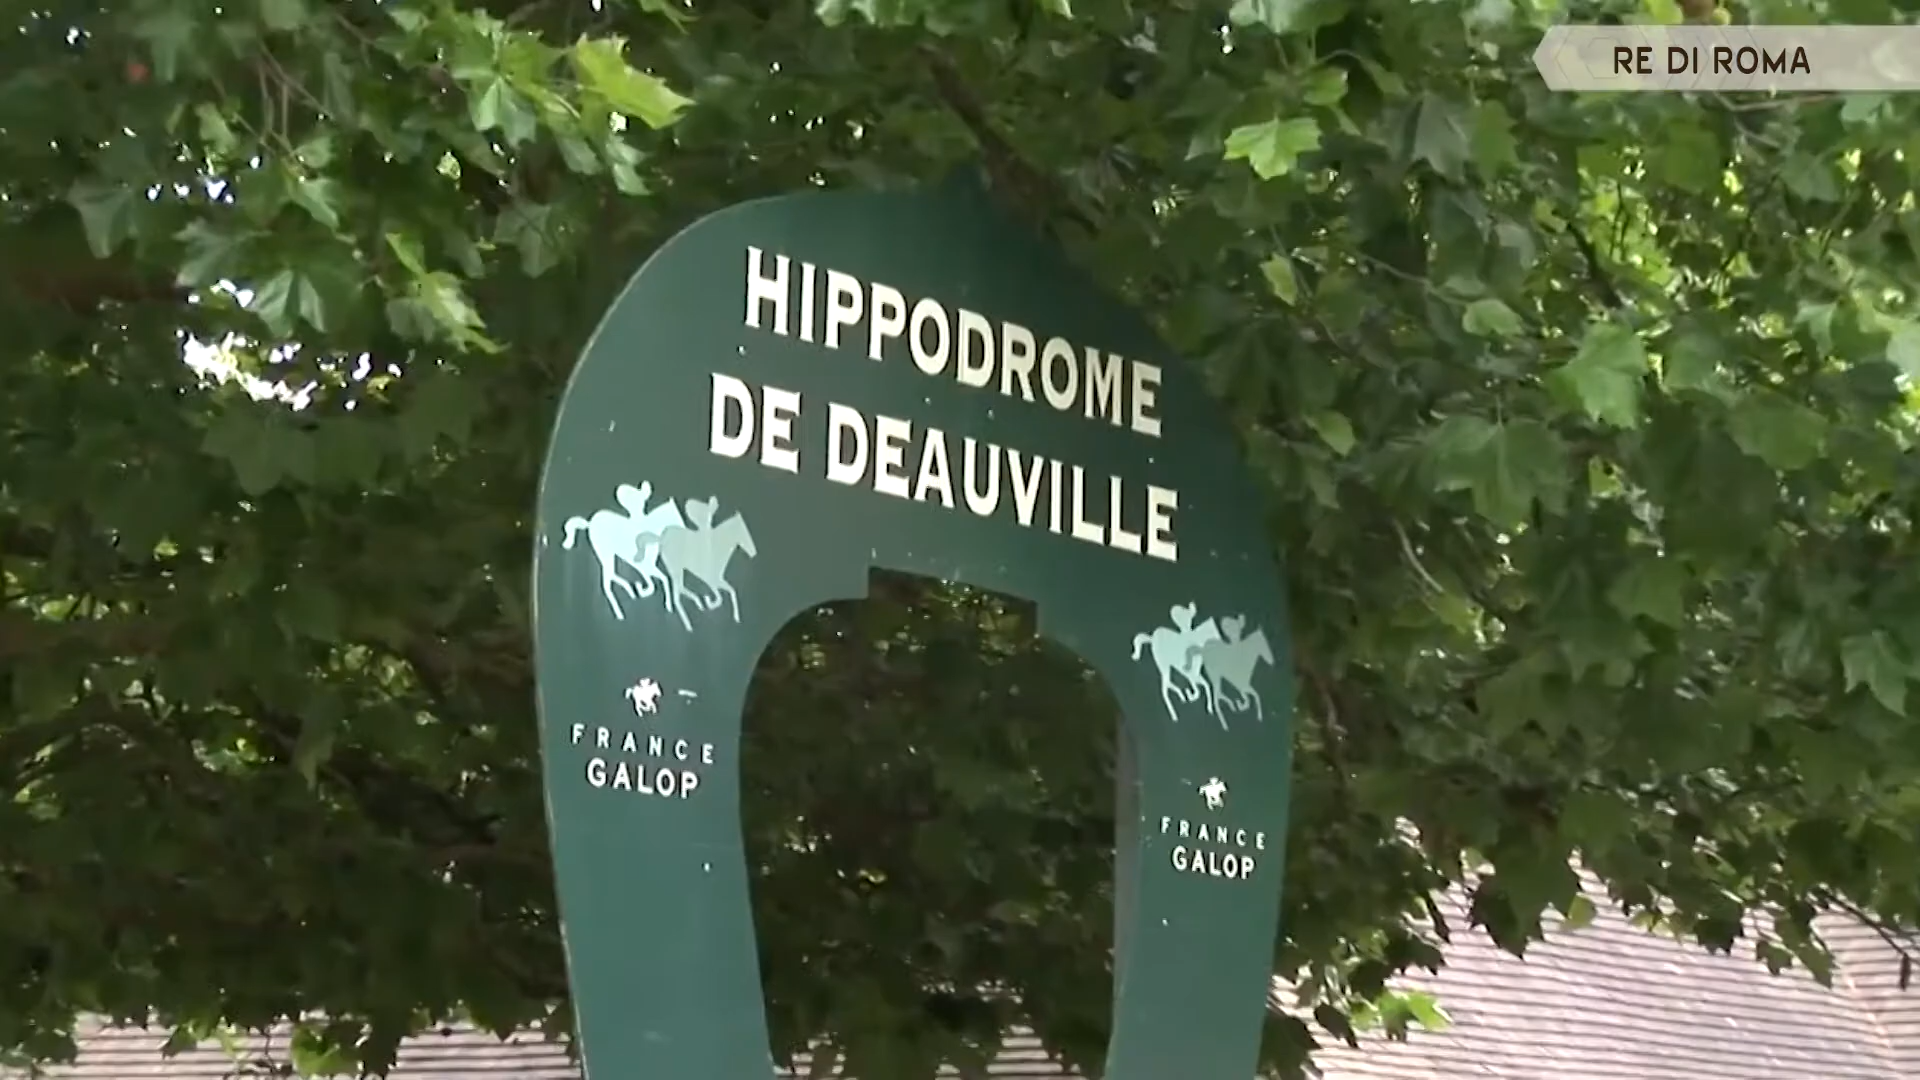 RE DI ROMA
HIPPODROME
DE DEAUVILLE
FRANCE
GALOP
FRANCE
GALOP